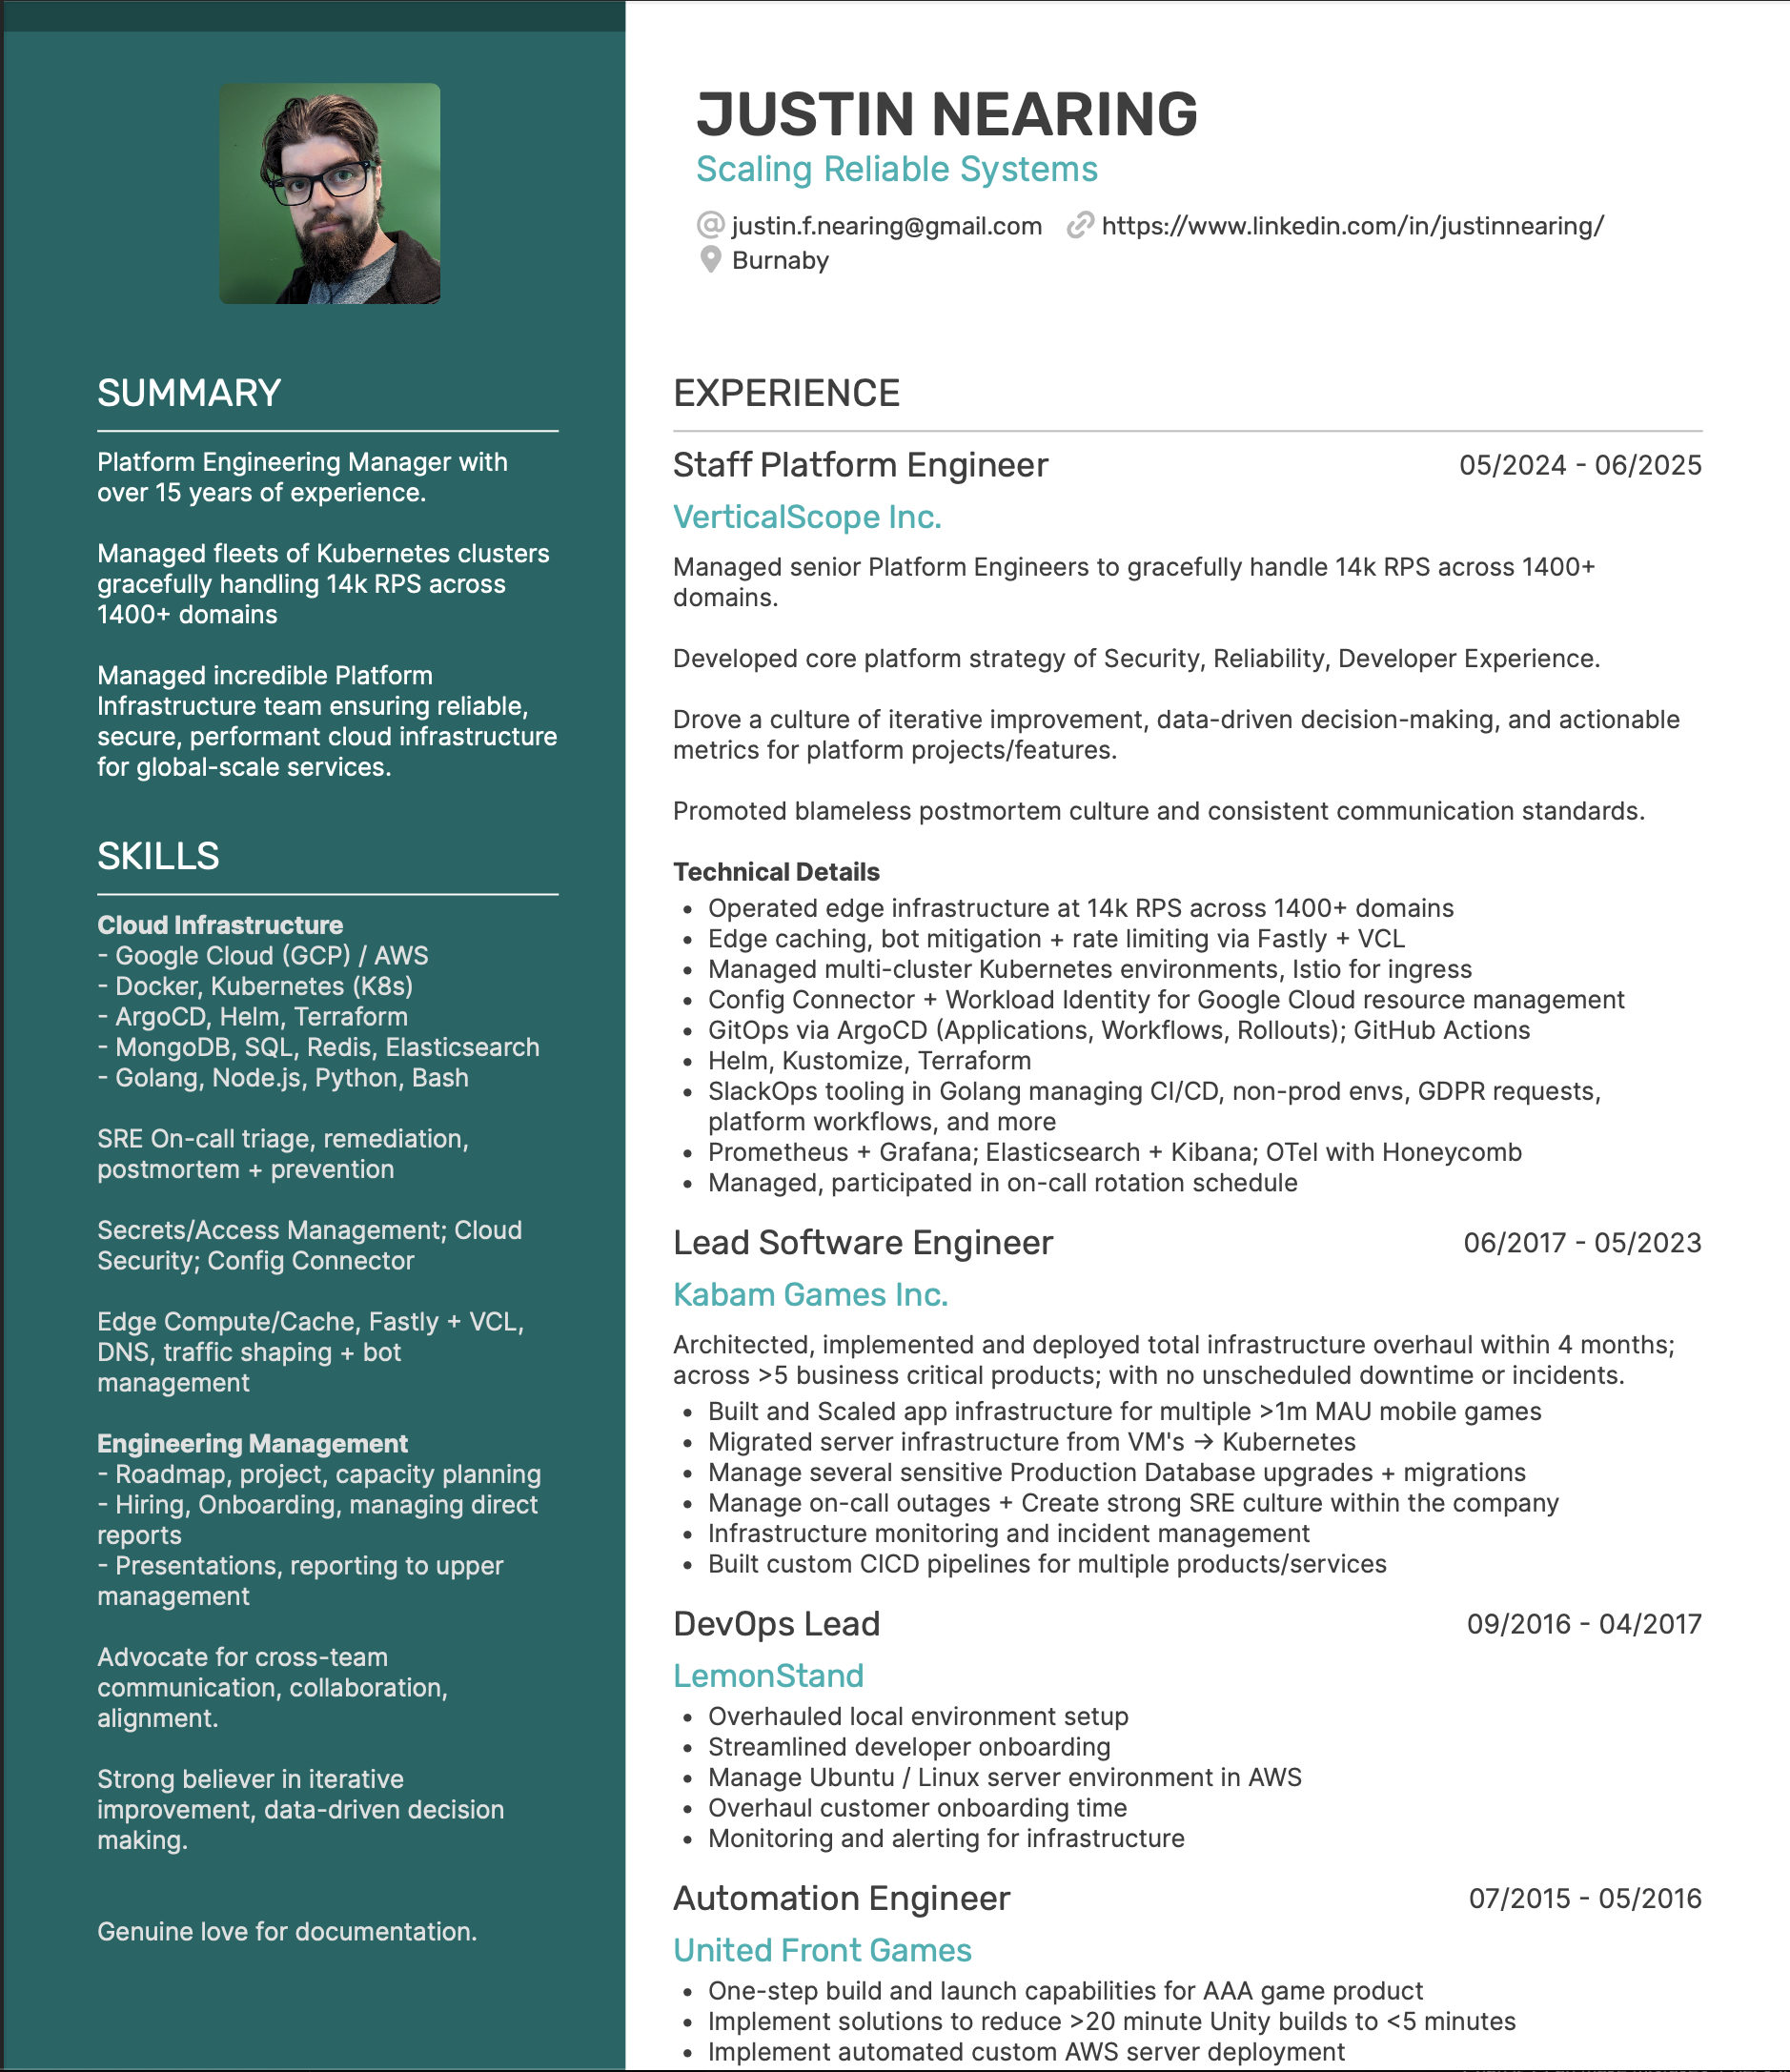 JUSTIN NEARING
Scaling Reliable Systems
@ justin.f.nearing@gmail.com https://www.linkedin.com/in/justinnearing/
Burnaby
SUMMARY
Platform Engineering Manager with
over 15 years of experience.
Managed fleets of Kubernetes clusters
gracefully handling 14k RPS across
1400+ domains
Managed incredible Platform
Infrastructure team ensuring reliable,
secure, performant cloud infrastructure
for global-scale services.
SKILLS
Cloud Infrastructure
- Google Cloud (GCP) / AWS
- Docker, Kubernetes (K8s)
- ArgoCD, Helm, Terraform
- MongoDB, SQL, Redis, Elasticsearch
- Golang, Node.js, Python, Bash
SRE On-call triage, remediation,
postmortem + prevention
Secrets/Access Management; Cloud
Security; Config Connector
Edge Compute/Cache, Fastly + VCL,
DNS, traffic shaping + bot
management
Engineering Management
- Roadmap, project, capacity planning
- Hiring, Onboarding, managing direct
reports
- Presentations, reporting to upper
management
Advocate for cross-team
communication, collaboration,
alignment.
Strong believer in iterative
improvement, data-driven decision
making.
Genuine love for documentation.
EXPERIENCE
Staff Platform Engineer 05/2024 - 06/2025
VerticalScope Inc.
Managed senior Platform Engineers to gracefully handle 14k RPS across 1400+
domains.
Developed core platform strategy of Security, Reliability, Developer Experience.
Drove a culture of iterative improvement, data-driven decision-making, and actionable
metrics for platform projects/features.
Promoted blameless postmortem culture and consistent communication standards.
Technical Details
• Operated edge infrastructure at 14k RPS across 1400+ domains
• Edge caching, bot mitigation + rate limiting via Fastly + VCL
• Managed multi-cluster Kubernetes environments, Istio for ingress
• Config Connector + Workload Identity for Google Cloud resource management
• GitOps via ArgoCD (Applications, Workflows, Rollouts); GitHub Actions
• Helm, Kustomize, Terraform
• SlackOps tooling in Golang managing CI/CD, non-prod envs, GDPR requests,
platform workflows, and more
• Prometheus + Grafana; Elasticsearch + Kibana; OTel with Honeycomb
• Managed, participated in on-call rotation schedule
Lead Software Engineer 06/2017 - 05/2023
Kabam Games Inc.
Architected, implemented and deployed total infrastructure overhaul within 4 months;
across >5 business critical products; with no unscheduled downtime or incidents.
• Built and Scaled app infrastructure for multiple >1m MAU mobile games
• Migrated server infrastructure from VM's → Kubernetes
• Manage several sensitive Production Database upgrades + migrations
• Manage on-call outages + Create strong SRE culture within the company
• Infrastructure monitoring and incident management
• Built custom CICD pipelines for multiple products/services
DevOps Lead 09/2016 - 04/2017
LemonStand
• Overhauled local environment setup
• Streamlined developer onboarding
• Manage Ubuntu / Linux server environment in AWS
• Overhaul customer onboarding time
• Monitoring and alerting for infrastructure
Automation Engineer 07/2015 - 05/2016
United Front Games
• One-step build and launch capabilities for AAA game product
• Implement solutions to reduce >20 minute Unity builds to <5 minutes
• Implement automated custom AWS server deployment